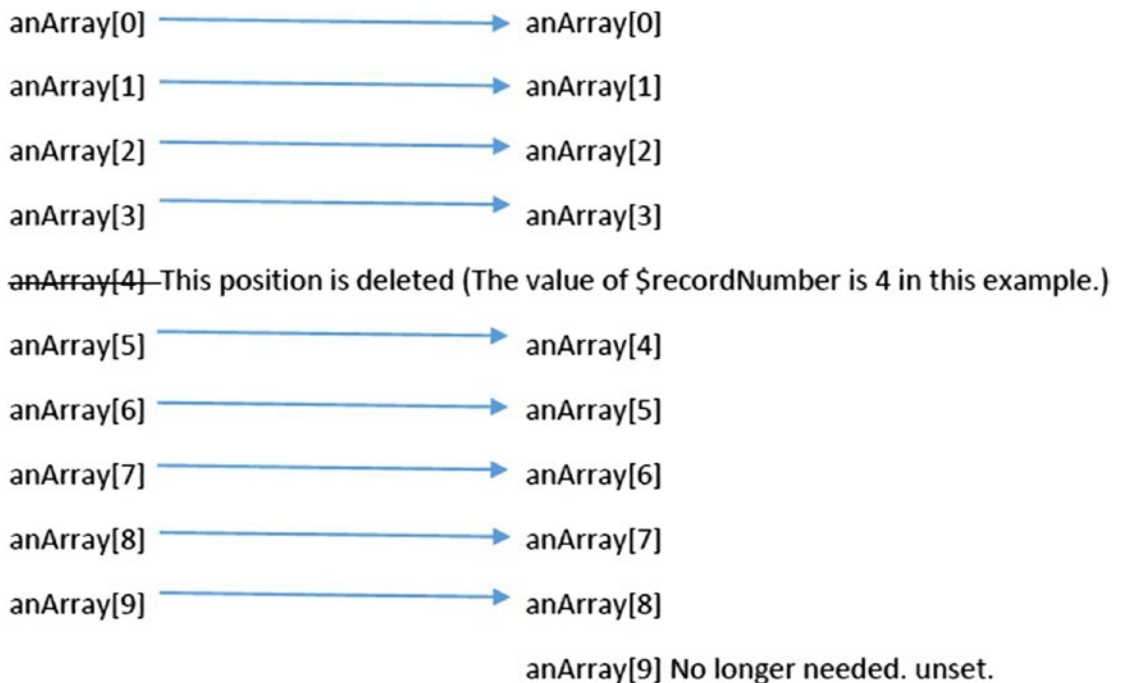 anArray[0] anArray[0]
anArray[1] anArray[1]
anArray[2] anArray[2]
anArray[3] anArray[3]
anArray[4] This position is deleted (The value of $recordNumber is 4 in this example.)
anArray[5] anArray[4]
anArray[6] anArray[5]
anArray[7] anArray[6]
anArray[8] anArray[7]
anArray[9] anArray[8]
anArray[9] No longer needed. unset.